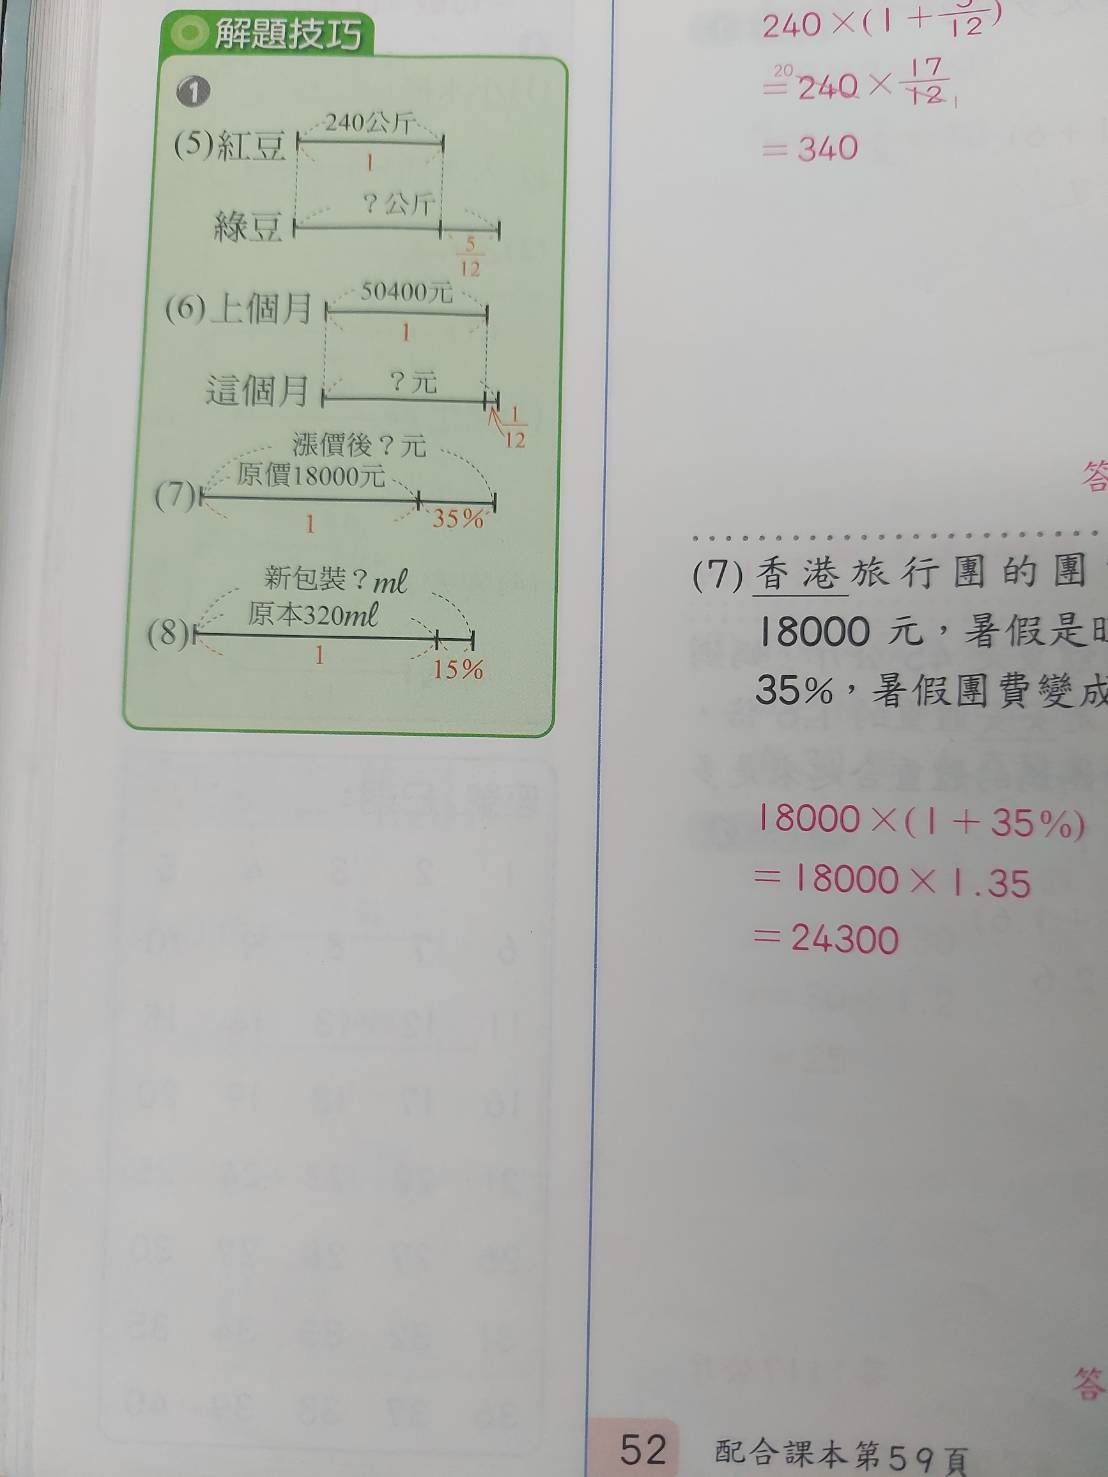 解題技巧
1
240公斤
(5)紅豆
1
?公斤
綠豆
5/12
50400元
(6)上個月
1
?元
這個月
1/12
漲價後?元
原價18000元
(7)
1
35%
新包裝?mℓ
原本320mℓ
(8)
1
15%
240×(1+ /12)
=240×17/12
20 1
=340
答
(7)香港旅行團的團
18000元,暑假是旺
35%,暑假團費變成
18000×(1+35%)
=18000×1.35
=24300
答
52 配合課本第59頁